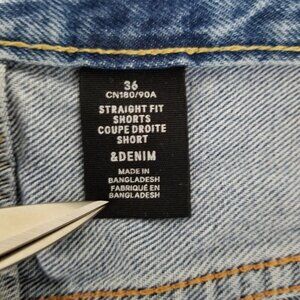 36
CN180/90A
STRAIGHT FIT
SHORTS
COUPE DROITE
SHORT
&DENIM
MADE IN
BANGLADESH
FABRIQUÉ EN
BANGLADESH